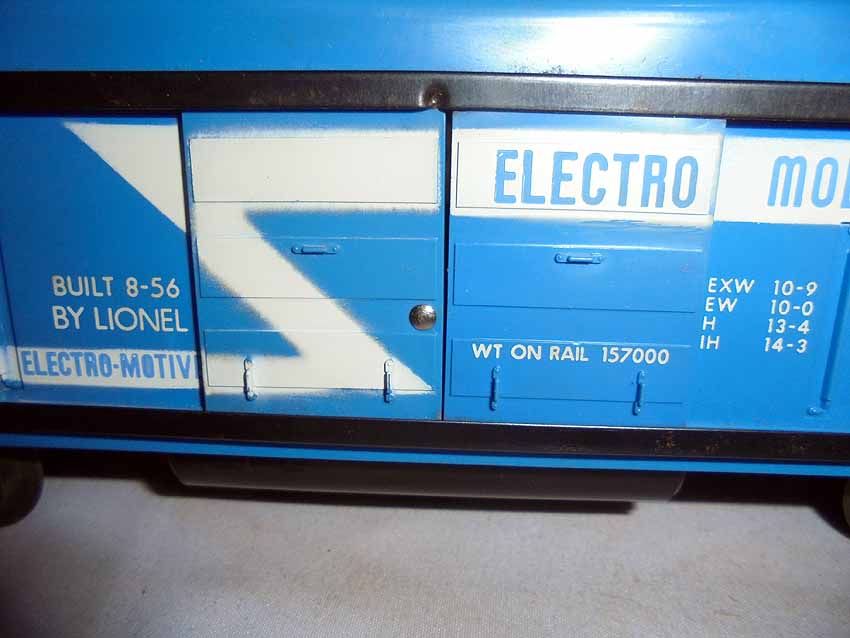 ELECTRO
BUILT 8-56
BY LIONEL
ELECTRO-MOTIV
WT ON RAIL 157000
EXW 10-9
EW 10-0
H 13-4
IH 14-3